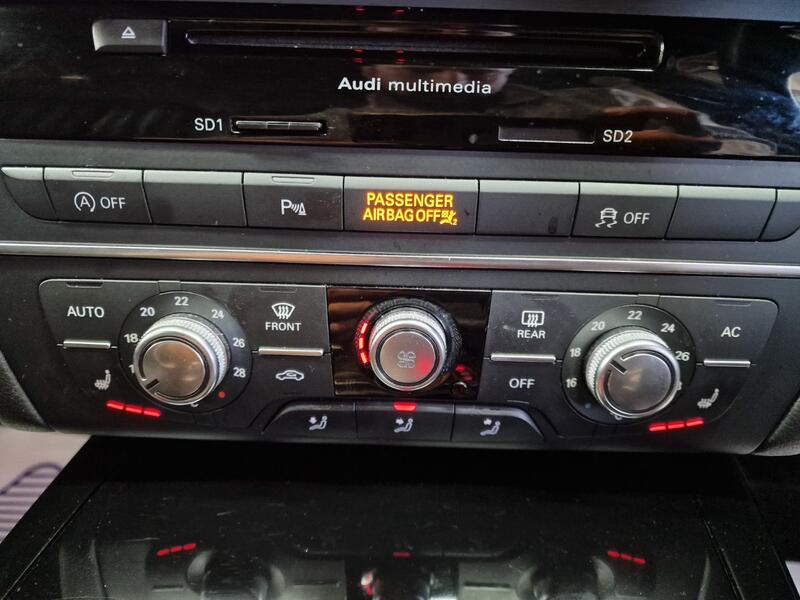 Audi multimedia
SD1
SD2
A OFF
P
PASSENGER
AIRBAG OFF 2
OFF
AUTO
18 20 22 24 26 28
FRONT
REAR
OFF
16 18 20 22 24 26
AC